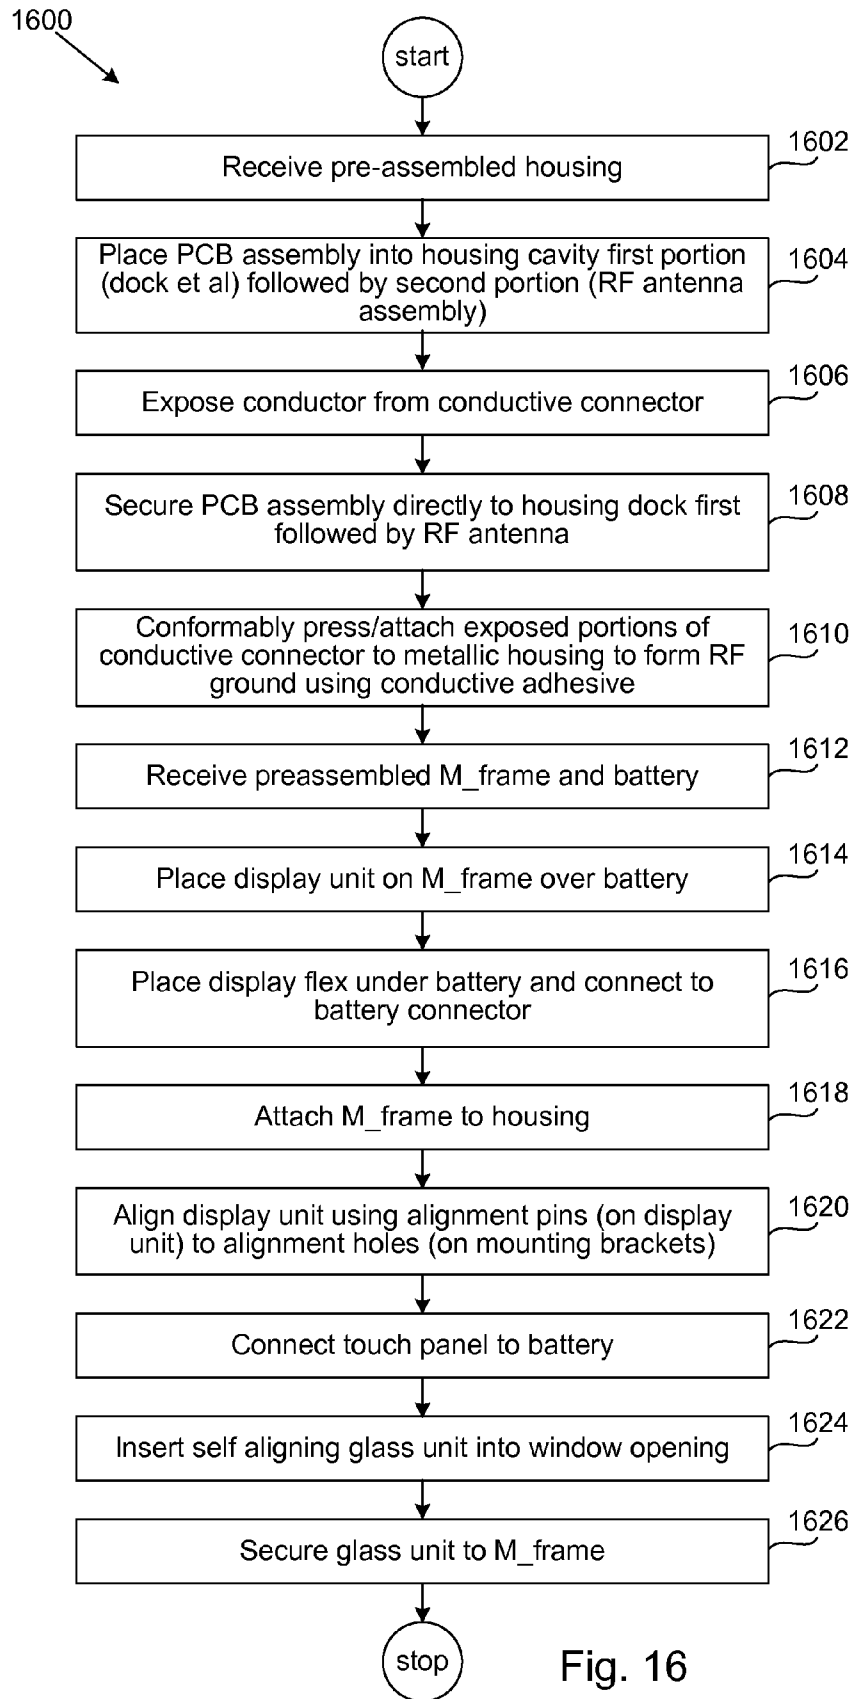 1600
start
Receive pre-assembled housing
1602
Place PCB assembly into housing cavity first portion
(dock et al) followed by second portion (RF antenna
assembly)
1604
Expose conductor from conductive connector
1606
Secure PCB assembly directly to housing dock first
followed by RF antenna
1608
Conformably press/attach exposed portions of
conductive connector to metallic housing to form RF
ground using conductive adhesive
1610
Receive preassembled M_frame and battery
1612
Place display unit on M_frame over battery
1614
Place display flex under battery and connect to
battery connector
1616
Attach M_frame to housing
1618
Align display unit using alignment pins (on display
unit) to alignment holes (on mounting brackets)
1620
Connect touch panel to battery
1622
Insert self aligning glass unit into window opening
1624
Secure glass unit to M_frame
1626
stop
Fig. 16